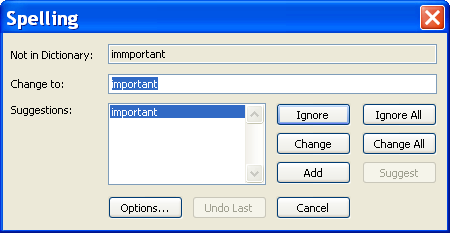 Spelling
Not in Dictionary: immportant
Change to: important
Suggestions: important
Ignore Ignore All
Change Change All
Add Suggest
Options... Undo Last Cancel